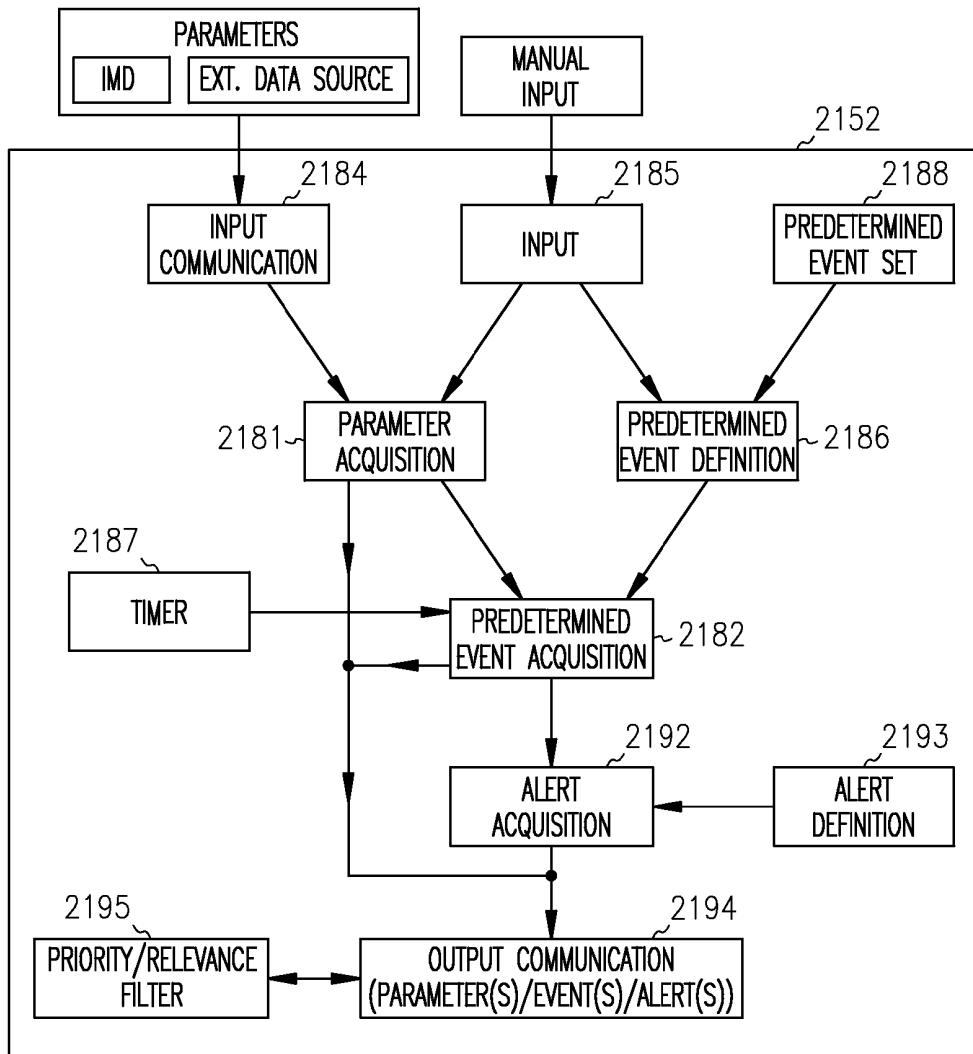 PARAMETERS
IMD
EXT. DATA SOURCE
MANUAL
INPUT
2152
2184
2185
2188
INPUT
COMMUNICATION
INPUT
PREDETERMINED
EVENT SET
2181
PARAMETER
ACQUISITION
PREDETERMINED
EVENT DEFINITION
2186
2187
TIMER
PREDETERMINED
EVENT ACQUISITION
2182
2192
2193
ALERT
ACQUISITION
ALERT
DEFINITION
2195
2194
PRIORITY/RELEVANCE
FILTER
OUTPUT COMMUNICATION
(PARAMETER(S)/EVENT(S)/ALERT(S))